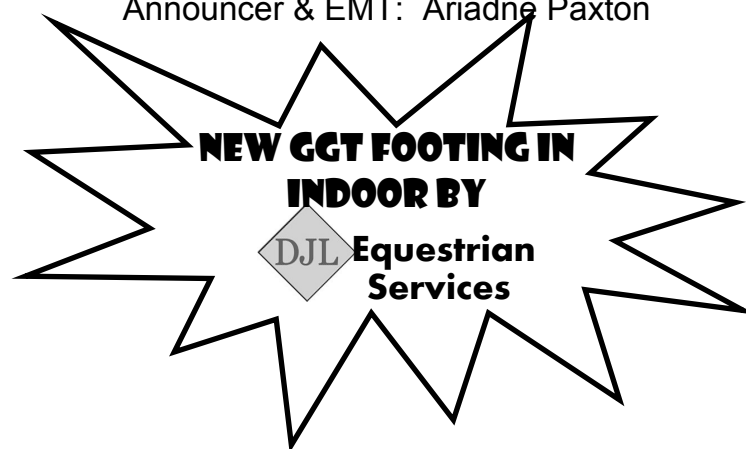 Announcer & EMT: Ariadne Paxton
NEW GGT FOOTING IN
INDOOR BY
DJL Equestrian
Services